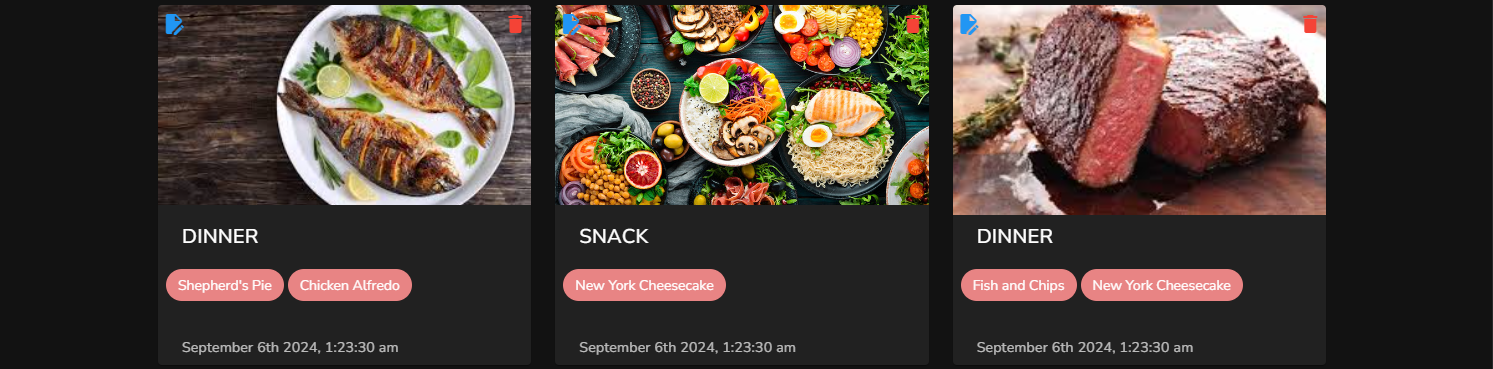 DINNER
Shepherd's Pie Chicken Alfredo
September 6th 2024, 1:23:30 am
SNACK
New York Cheesecake
September 6th 2024, 1:23:30 am
DINNER
Fish and Chips New York Cheesecake
September 6th 2024, 1:23:30 am